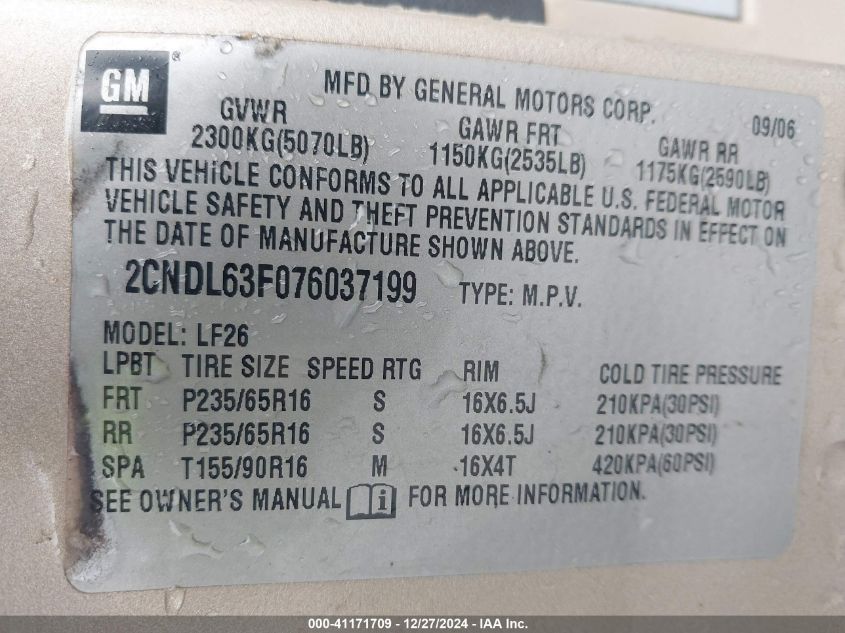 GM
®
MFD BY GENERAL MOTORS CORP. 09/06
GVWR GAWR FRT GAWR RR
2300KG(5070LB) 1150KG(2535LB) 1175KG(2590LB)
THIS VEHICLE CONFORMS TO ALL APPLICABLE U.S. FEDERAL MOTOR
VEHICLE SAFETY AND THEFT PREVENTION STANDARDS IN EFFECT ON
THE DATE OF MANUFACTURE SHOWN ABOVE.
2CNDL63F076037199 TYPE: M.P.V.
MODEL: LF26
LPBT TIRE SIZE SPEED RTG RIM COLD TIRE PRESSURE
FRT P235/65R16 S 16X6.5J 210KPA(30PSI)
RR P235/65R16 S 16X6.5J 210KPA(30PSI)
SPA T155/90R16 M 16X4T 420KPA(60PSI)
SEE OWNER'S MANUAL i FOR MORE INFORMATION.
000-41171709 - 12/27/2024 - IAA Inc.